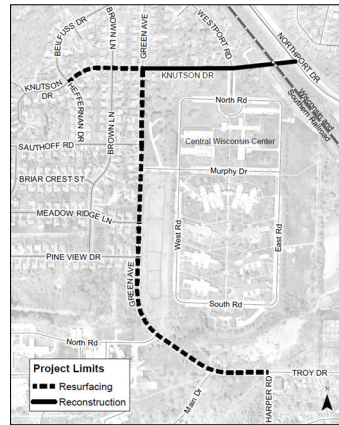 BEILFUSS DR
BROWN LN
GREEN AVE
WESTPORT RD
NORTHPORT DR
KNUTSON
DR
KNUTSON DR
HEFFERNAN DR
BROWN LN
North Rd
Wisconsin and
Southern Railroad
SAUTHOFF RD
Central Wisconsin Center
BRIAR CREST ST
Murphy Dr
MEADOW RIDGE LN
West Rd
East Rd
PINE VIEW DR
GREEN AVE
South Rd
North Rd
Project Limits
Resurfacing
Reconstruction
Main Dr
HARPER RD
TROY DR
N